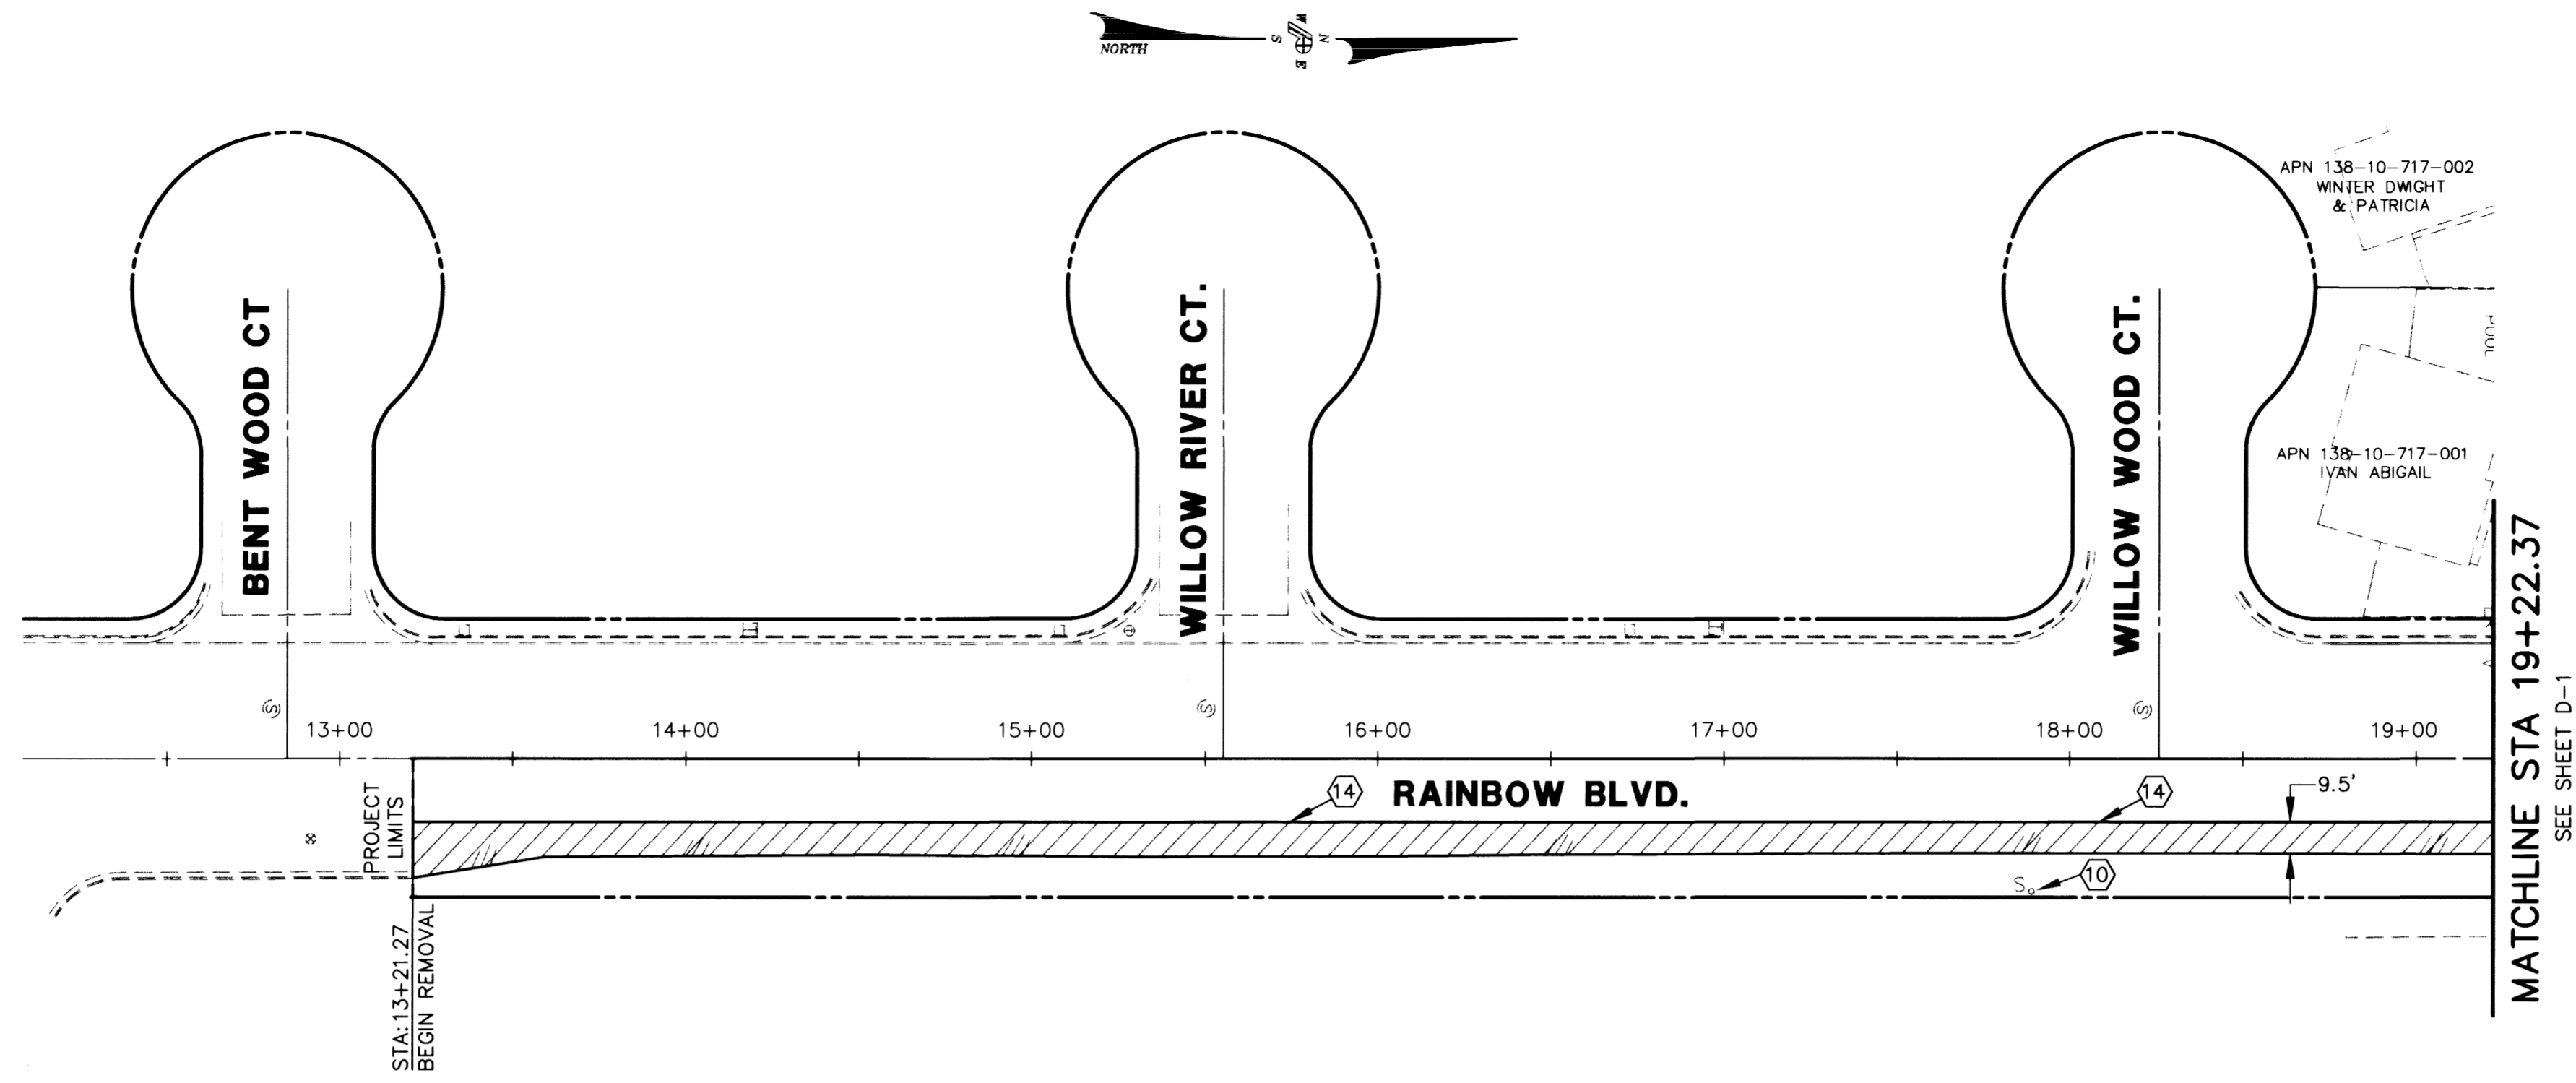 W
N
S
E
NORTH
APN 138-10-717-002
WINTER DWIGHT
& PATRICIA
POOL
BENT WOOD CT
WILLOW RIVER CT.
WILLOW WOOD CT.
APN 138-10-717-001
IVAN ABIGAIL
(S)
(S)
(S)
13+00
14+00
15+00
16+00
17+00
18+00
19+00
MATCHLINE STA 19+22.37
SEE SHEET D-1
PROJECT
LIMITS
14
RAINBOW BLVD.
14
9.5'
S
10
STA:13+21.27
BEGIN REMOVAL